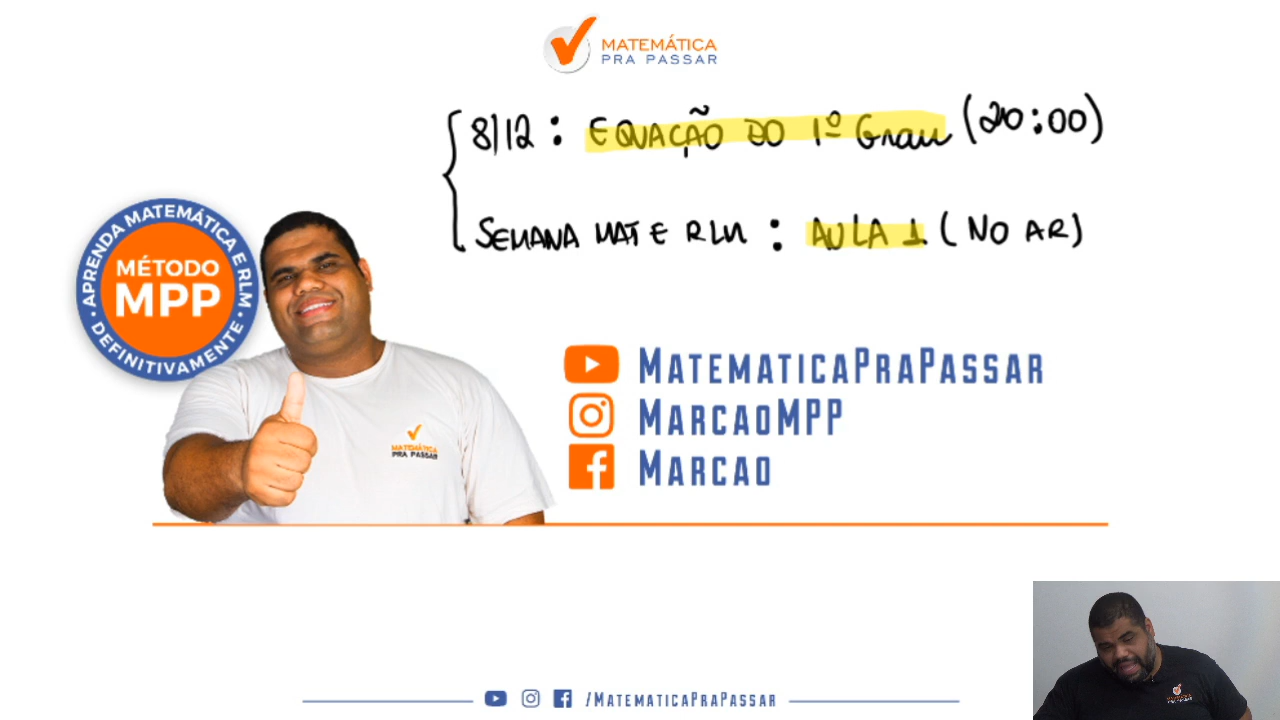 MATEMÁTICA
PRA PASSAR
8/12 : EQUAÇÃO DO 1º Grau (20:00)
SEMANA MAT E RLM : AULA 1 (NO AR)
APRENDA MATEMÁTICA E RLM
MÉTODO
MPP
• DEFINITIVAMENTE •
MATEMÁTICA
PRA PASSAR
MATEMATICAPRAPASSAR
MARCAOMPP
MARCAO
/MATEMATICAPRAPASSAR